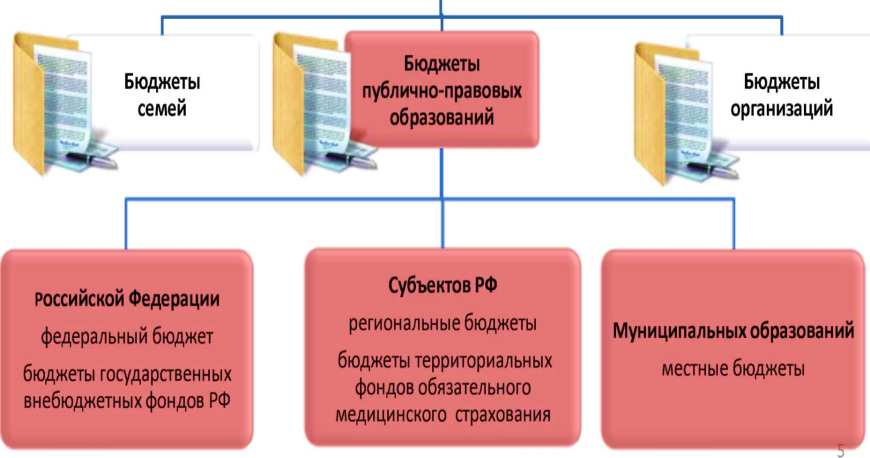 Бюджеты
семей
Бюджеты
публично-правовых
образований
Бюджеты
организаций
Российской Федерации
федеральный бюджет
бюджеты государственных
внебюджетных фондов РФ
Субъектов РФ
региональные бюджеты
бюджеты территориальных
фондов обязательного
медицинского страхования
Муниципальных образований
местные бюджеты
5